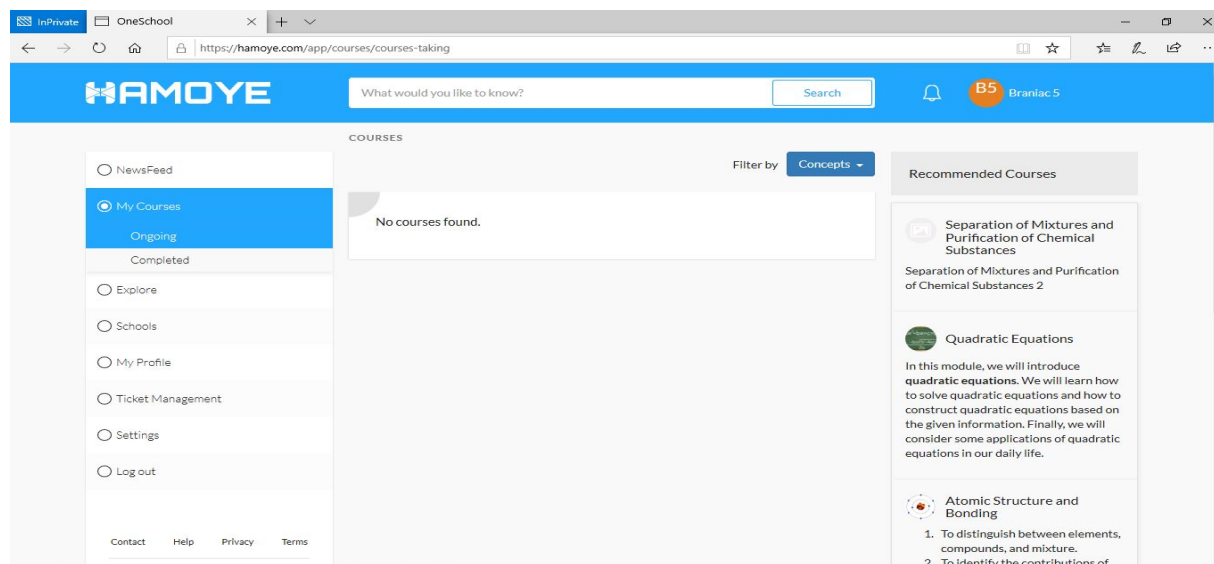 InPrivate
OneSchool
https://hamoye.com/app/courses/courses-taking
HAMOYE
What would you like to know?
Search
B5
Braniac 5
COURSES
NewsFeed
My Courses
Ongoing
Completed
Explore
Schools
My Profile
Ticket Management
Settings
Log out
Contact Help Privacy Terms
Filter by Concepts
No courses found.
Recommended Courses
Separation of Mixtures and
Purification of Chemical
Substances
Separation of Mixtures and Purification
of Chemical Substances 2
Quadratic Equations
In this module, we will introduce
quadratic equations. We will learn how
to solve quadratic equations and how to
construct quadratic equations based on
the given information. Finally, we will
consider some applications of quadratic
equations in our daily life.
Atomic Structure and
Bonding
1. To distinguish between elements,
compounds, and mixture.
2. To identify the contributions of